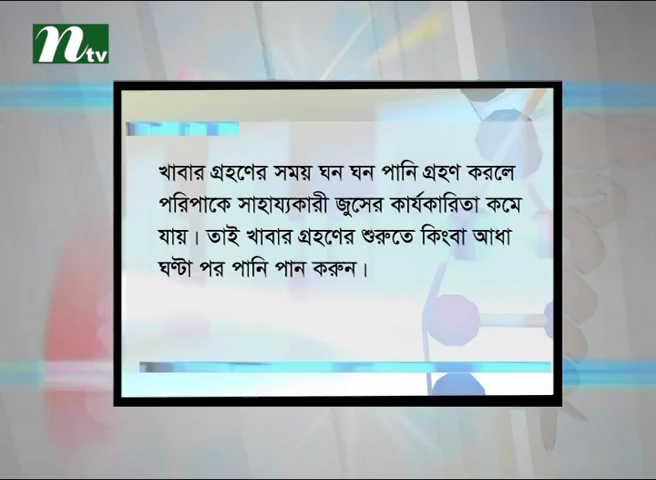 ntv
খাবার গ্রহণের সময় ঘন ঘন পানি গ্রহণ করলে
পরিপাকে সাহায্যকারী জুসের কার্যকারিতা কমে
যায়। তাই খাবার গ্রহণের শুরুতে কিংবা আধা
ঘণ্টা পর পানি পান করুন।